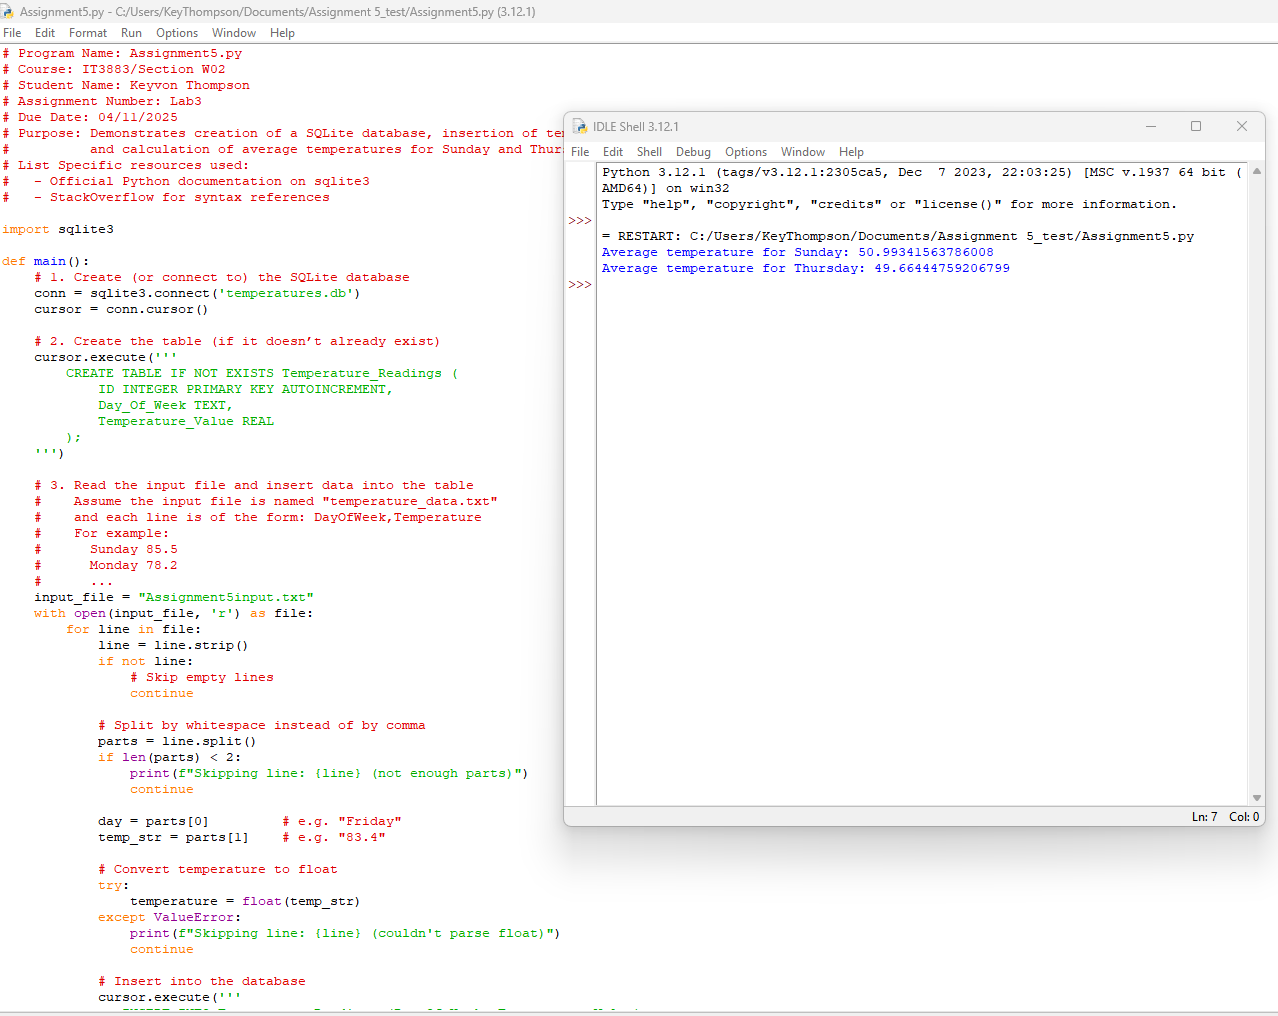 Assignment5.py - C:/Users/KeyThompson/Documents/Assignment 5_test/Assignment5.py (3.12.1)
File Edit Format Run Options Window Help
# Program Name: Assignment5.py
# Course: IT3883/Section W02
# Student Name: Keyvon Thompson
# Assignment Number: Lab3
# Due Date: 04/11/2025
# Purpose: Demonstrates creation of a SQLite database, insertion of
#          and calculation of average temperatures for Sunday and
# List Specific resources used:
#   - Official Python documentation on sqlite3
#   - StackOverflow for syntax references
import sqlite3
def main():
    # 1. Create (or connect to) the SQLite database
    conn = sqlite3.connect('temperatures.db')
    cursor = conn.cursor()
    # 2. Create the table (if it doesn’t already exist)
    cursor.execute('''
        CREATE TABLE IF NOT EXISTS Temperature_Readings (
            ID INTEGER PRIMARY KEY AUTOINCREMENT,
            Day_Of_Week TEXT,
            Temperature_Value REAL
        );
    ''')
    # 3. Read the input file and insert data into the table
    #    Assume the input file is named "temperature_data.txt"
    #    and each line is of the form: DayOfWeek,Temperature
    #    For example:
    #      Sunday 85.5
    #      Monday 78.2
    #      ...
    input_file = "Assignment5input.txt"
    with open(input_file, 'r') as file:
        for line in file:
            line = line.strip()
            if not line:
                # Skip empty lines
                continue
            # Split by whitespace instead of by comma
            parts = line.split()
            if len(parts) < 2:
                print(f"Skipping line: {line} (not enough parts)")
                continue
            day = parts[0]         # e.g. "Friday"
            temp_str = parts[1]    # e.g. "83.4"
            # Convert temperature to float
            try:
                temperature = float(temp_str)
            except ValueError:
                print(f"Skipping line: {line} (couldn't parse float)")
                continue
            # Insert into the database
            cursor.execute('''
IDLE Shell 3.12.1
File Edit Shell Debug Options Window Help
Python 3.12.1 (tags/v3.12.1:2305ca5, Dec  7 2023, 22:03:25) [MSC v.1937 64 bit (
AMD64)] on win32
Type "help", "copyright", "credits" or "license()" for more information.
>>>
= RESTART: C:/Users/KeyThompson/Documents/Assignment 5_test/Assignment5.py
Average temperature for Sunday: 50.99341563786008
Average temperature for Thursday: 49.66444759206799
>>>
Ln: 7 Col: 0